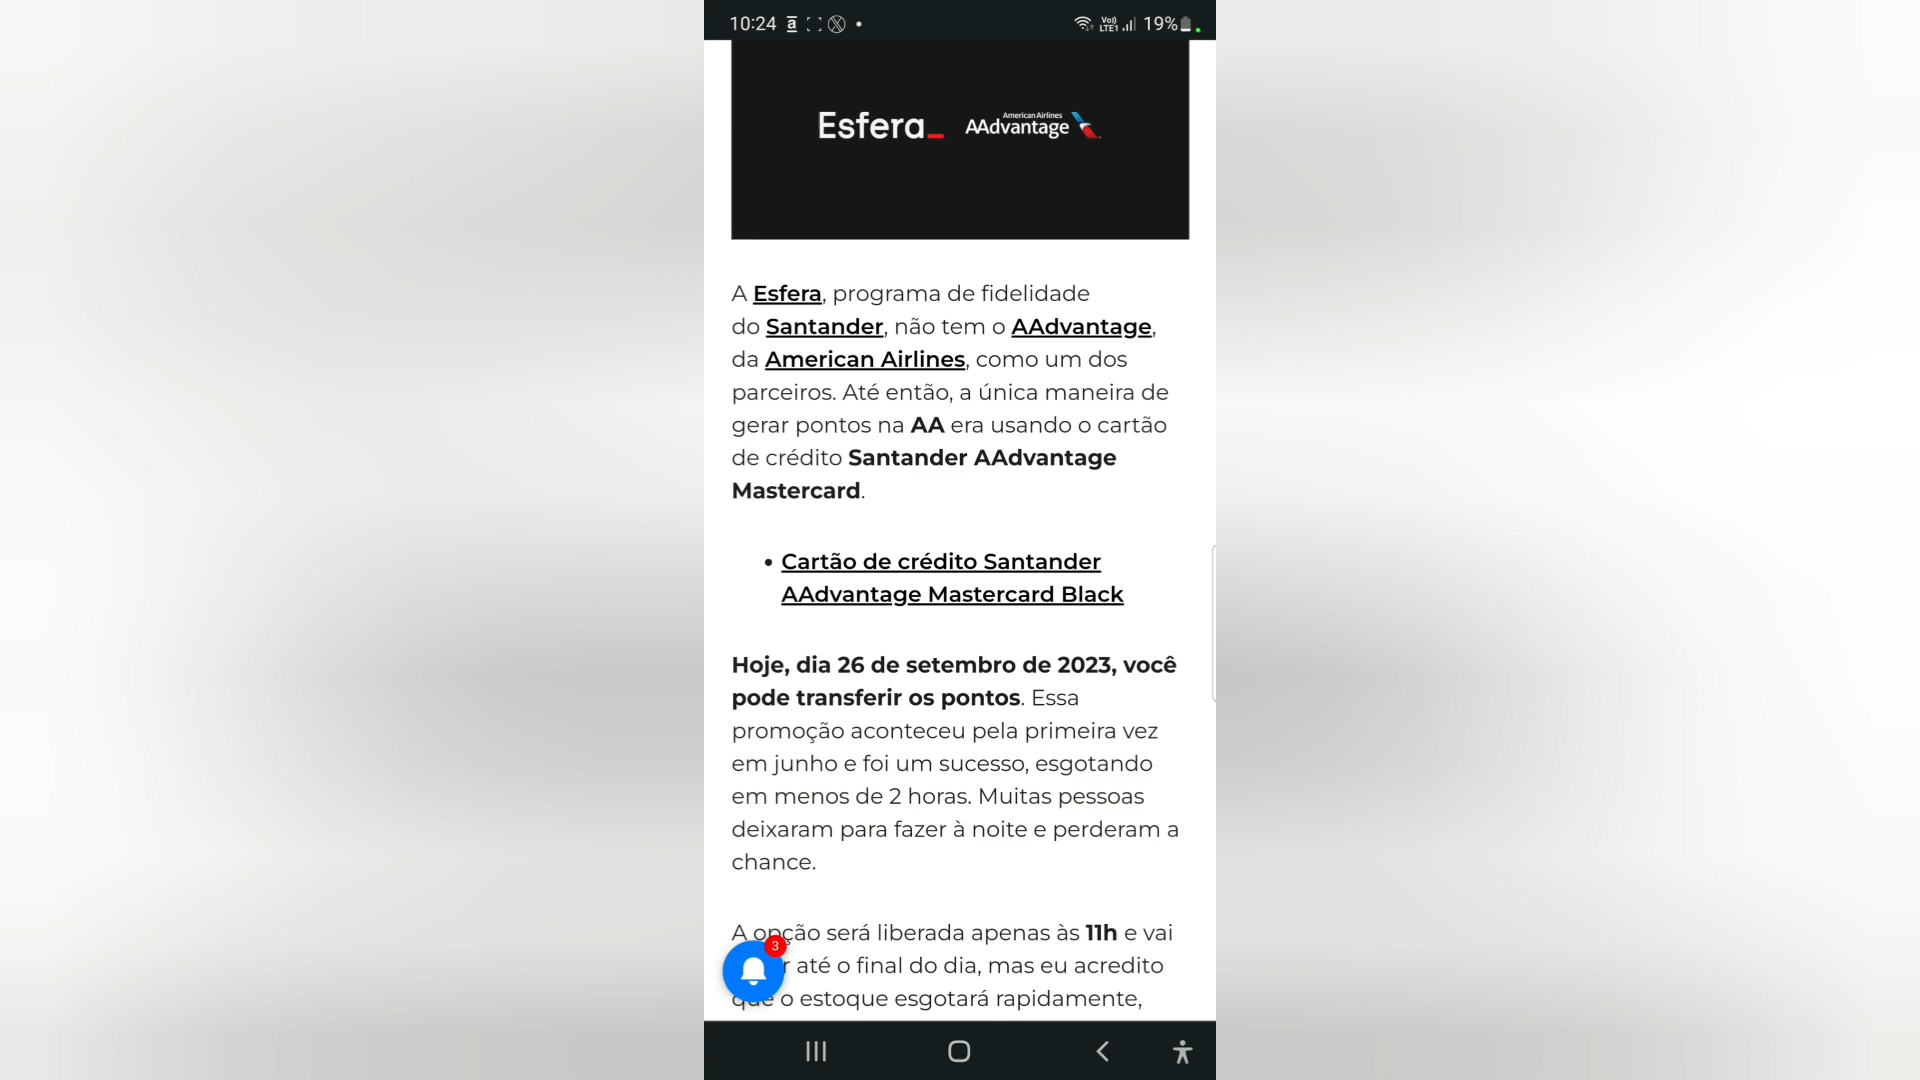 10:24 a 19%
VoLTE1
Esfera_ American Airlines
AAdvantage
A Esfera, programa de fidelidade
do Santander, não tem o AAdvantage,
da American Airlines, como um dos
parceiros. Até então, a única maneira de
gerar pontos na AA era usando o cartão
de crédito Santander AAdvantage
Mastercard.
• Cartão de crédito Santander
AAdvantage Mastercard Black
Hoje, dia 26 de setembro de 2023, você
pode transferir os pontos. Essa
promoção aconteceu pela primeira vez
em junho e foi um sucesso, esgotando
em menos de 2 horas. Muitas pessoas
deixaram para fazer à noite e perderam a
chance.
A opção será liberada apenas às 11h e vai
3
até o final do dia, mas eu acredito
que o estoque esgotará rapidamente,